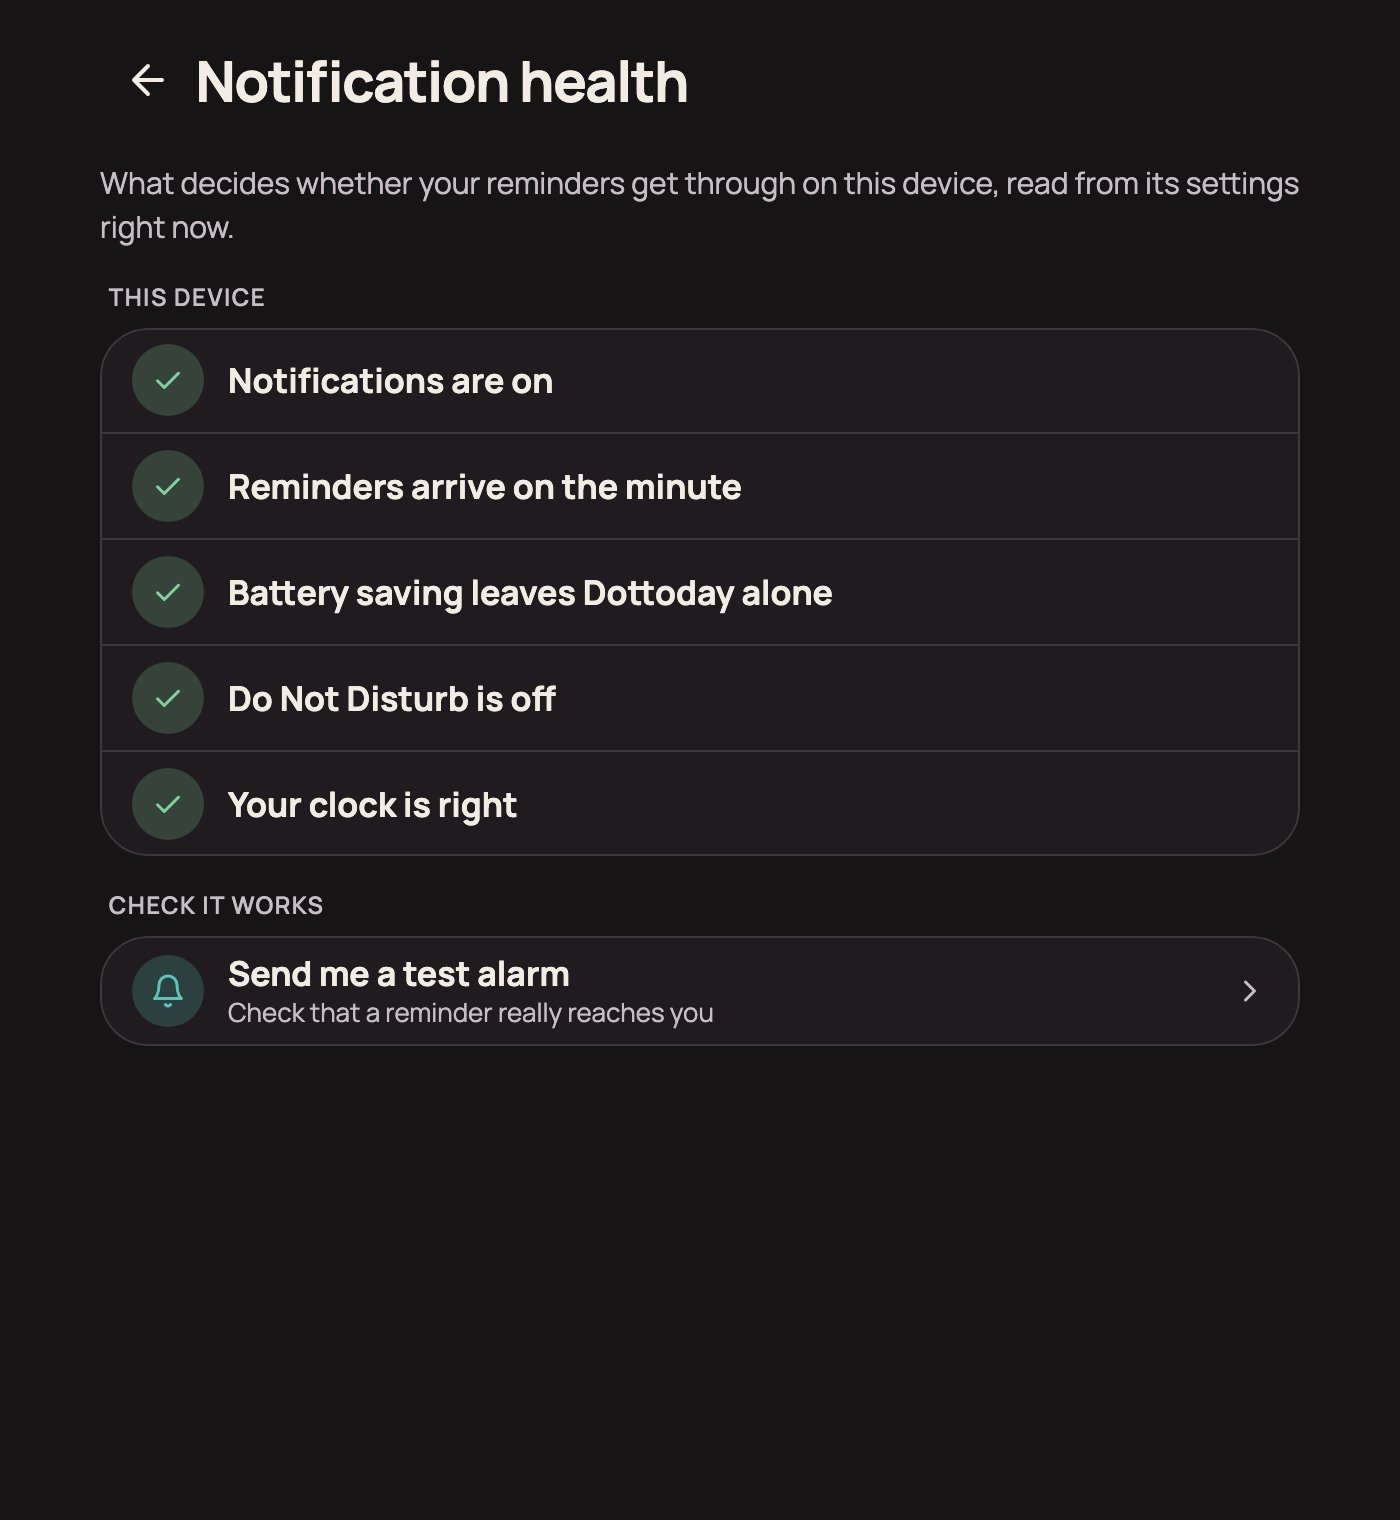 Notification health
What decides whether your reminders get through on this device, read from its settings
right now.
THIS DEVICE
Notifications are on
Reminders arrive on the minute
Battery saving leaves Dottoday alone
Do Not Disturb is off
Your clock is right
CHECK IT WORKS
Send me a test alarm
Check that a reminder really reaches you